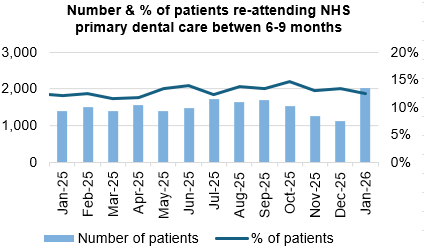 Number & % of patients re-attending NHS
primary dental care betwen 6-9 months
3,000
2,000
1,000
0
20%
15%
10%
5%
0%
Jan-25
Feb-25
Mar-25
Apr-25
May-25
Jun-25
Jul-25
Aug-25
Sep-25
Oct-25
Nov-25
Dec-25
Jan-26
Number of patients
% of patients